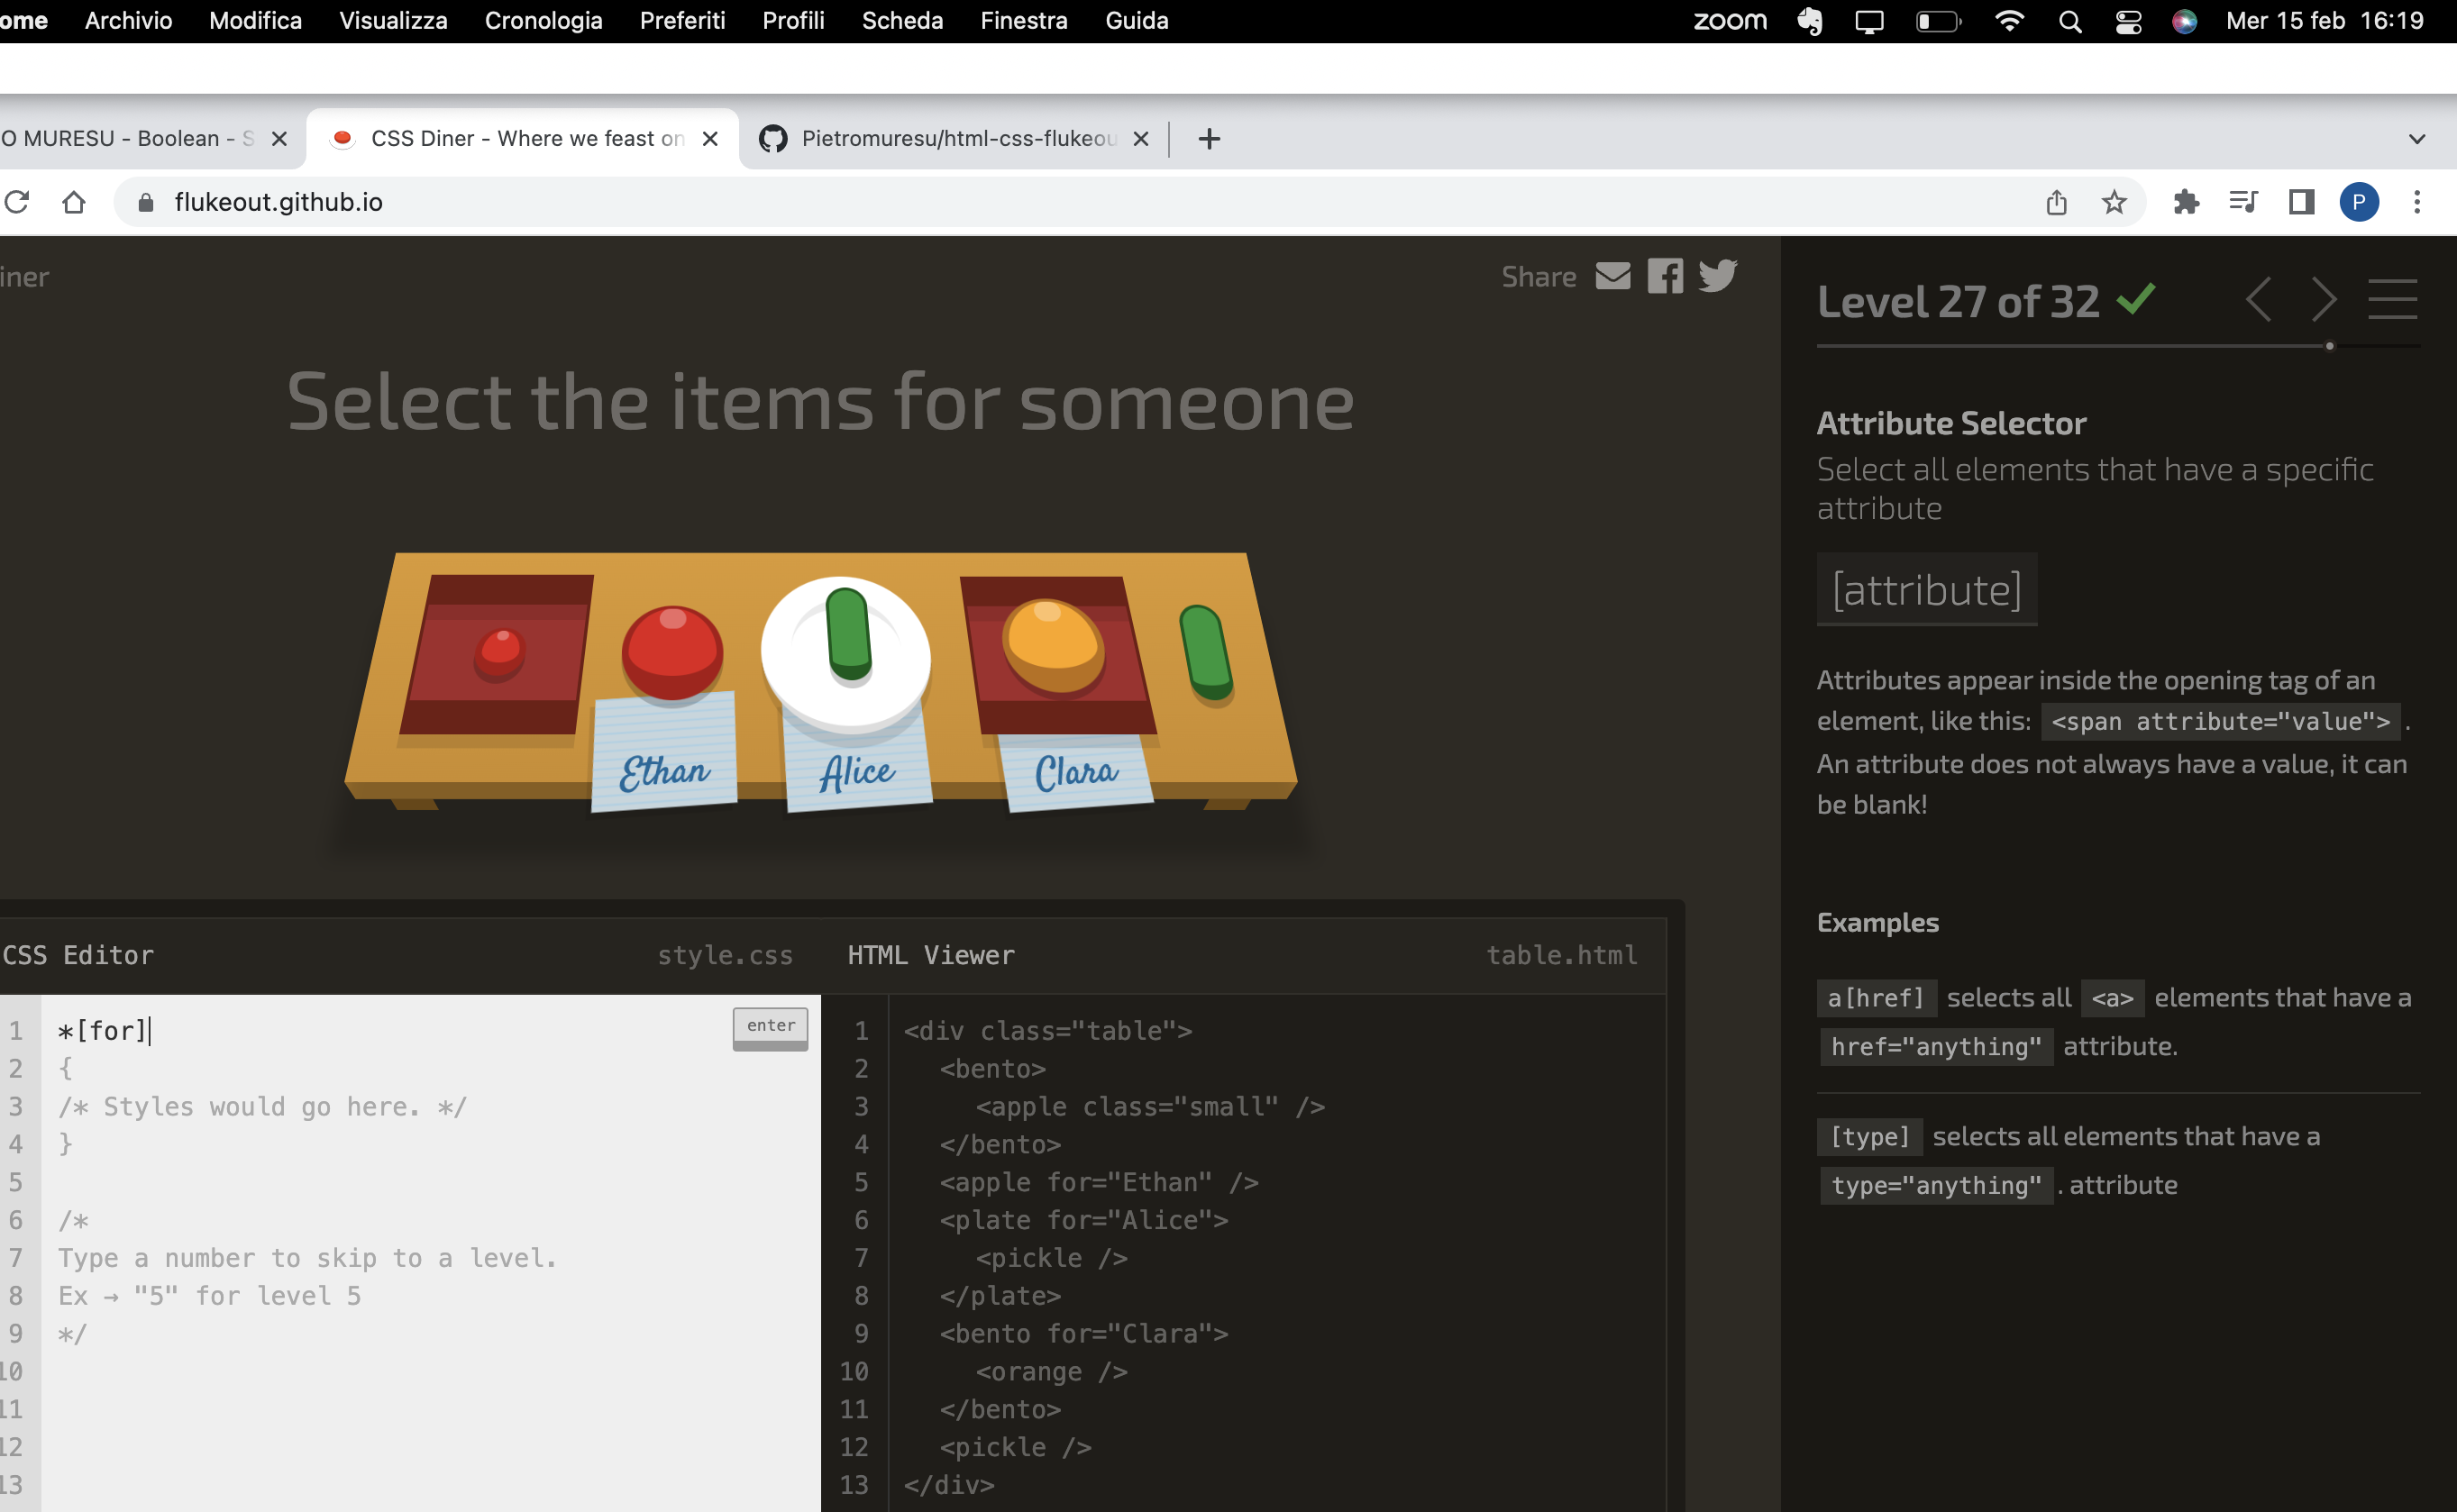 ome Archivio Modifica Visualizza Cronologia Preferiti Profili Scheda Finestra Guida zoom Mer 15 feb 16:19
O MURESU - Boolean - S CSS Diner - Where we feast on Pietromuresu/html-css-flukeou
flukeout.github.io P
iner Share
Level 27 of 32
Select the items for someone
Ethan Alice Clara
Attribute Selector
Select all elements that have a specific
attribute
[attribute]
Attributes appear inside the opening tag of an
element, like this: <span attribute="value"> .
An attribute does not always have a value, it can
be blank!
Examples
a[href] selects all <a> elements that have a
href="anything" attribute.
[type] selects all elements that have a
type="anything" . attribute
CSS Editor style.css
1 *[for] enter
2 {
3 /* Styles would go here. */
4 }
5
6 /*
7 Type a number to skip to a level.
8 Ex → "5" for level 5
9 */
10
11
12
13
HTML Viewer table.html
1 <div class="table">
2 <bento>
3 <apple class="small" />
4 </bento>
5 <apple for="Ethan" />
6 <plate for="Alice">
7 <pickle />
8 </plate>
9 <bento for="Clara">
10 <orange />
11 </bento>
12 <pickle />
13 </div>